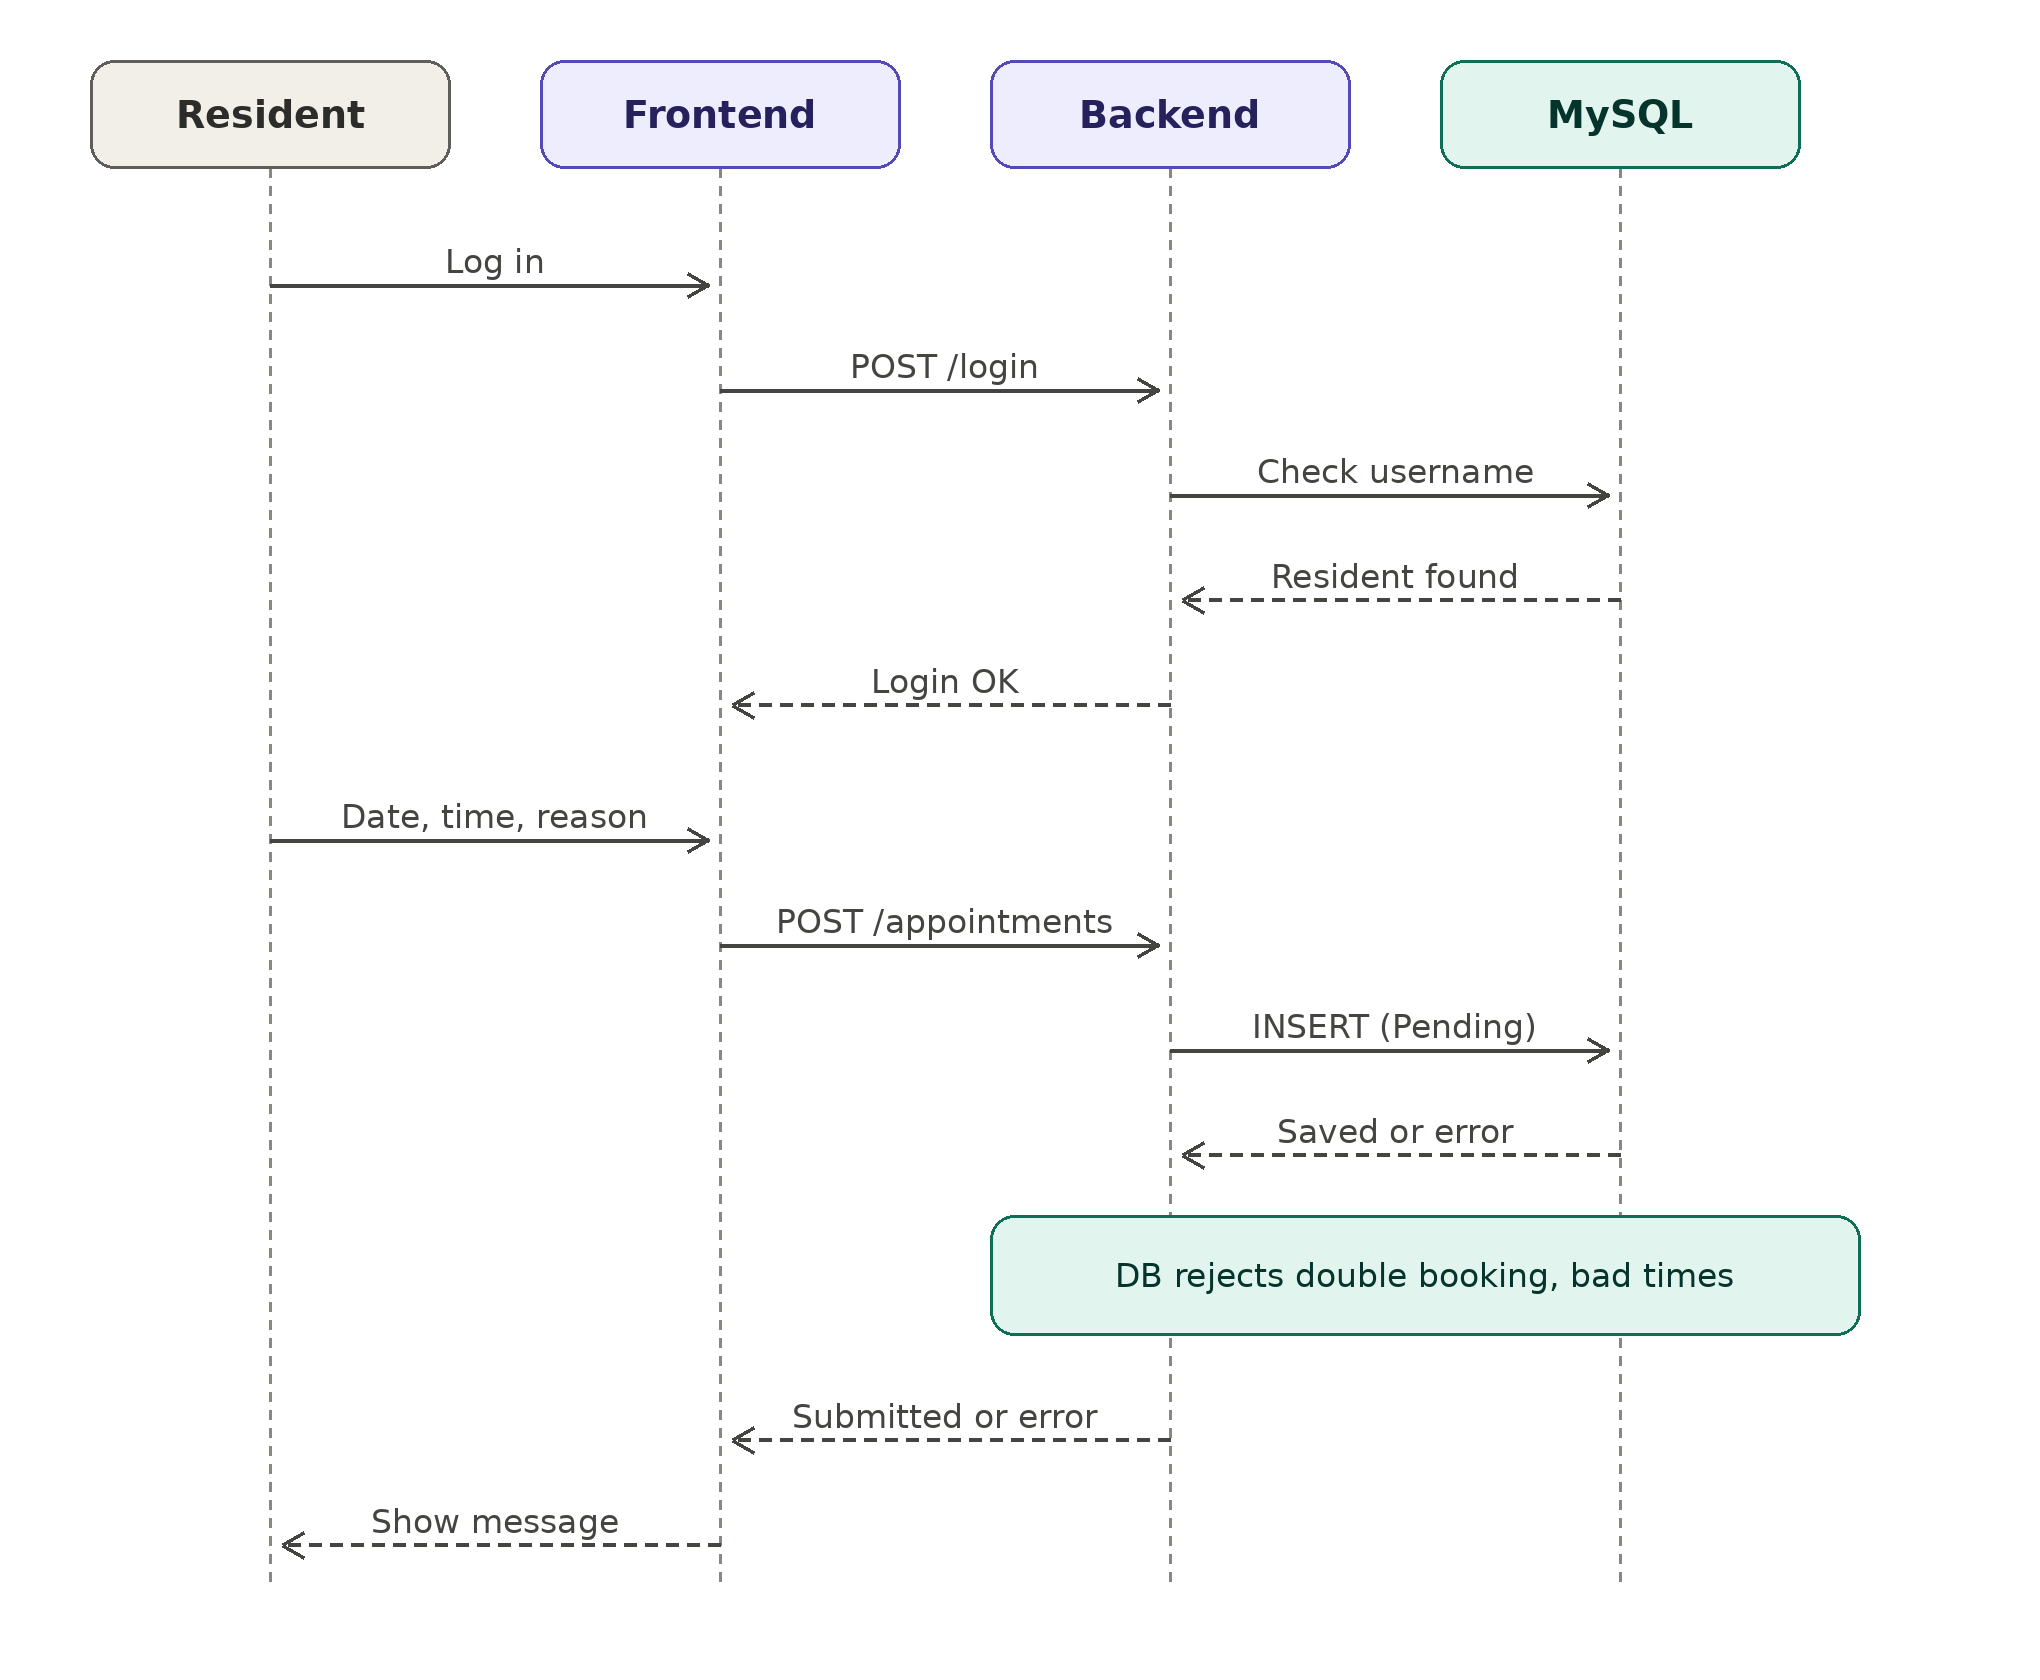 Resident
Frontend
Backend
MySQL
Log in
POST /login
Check username
Resident found
Login OK
Date, time, reason
POST /appointments
INSERT (Pending)
Saved or error
DB rejects double booking, bad times
Submitted or error
Show message